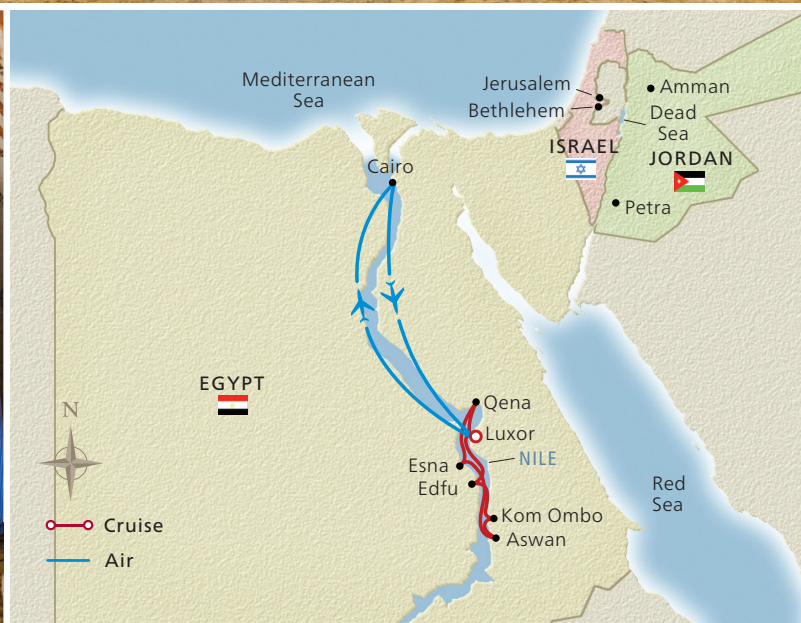 Mediterranean
Sea
Jerusalem
Bethlehem
Amman
Dead
Sea
ISRAEL
JORDAN
Cairo
Petra
EGYPT
N
Qena
Luxor
Esna
NILE
Edfu
Red
Sea
Kom Ombo
Cruise
Aswan
Air